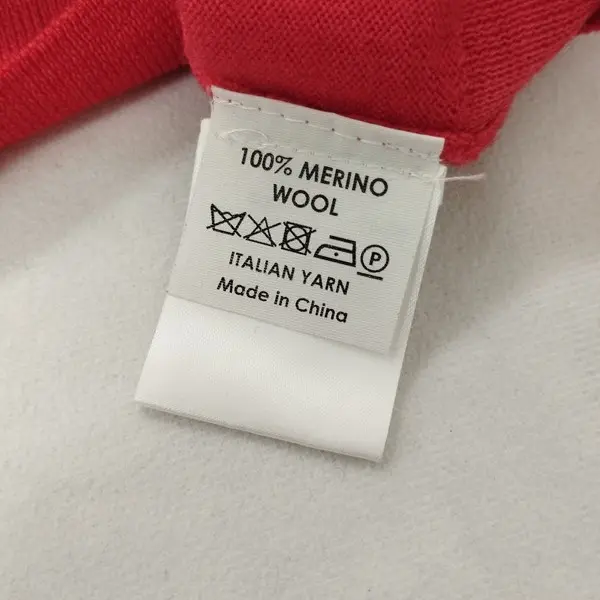 100% MERINO
WOOL
P
ITALIAN YARN
Made in China